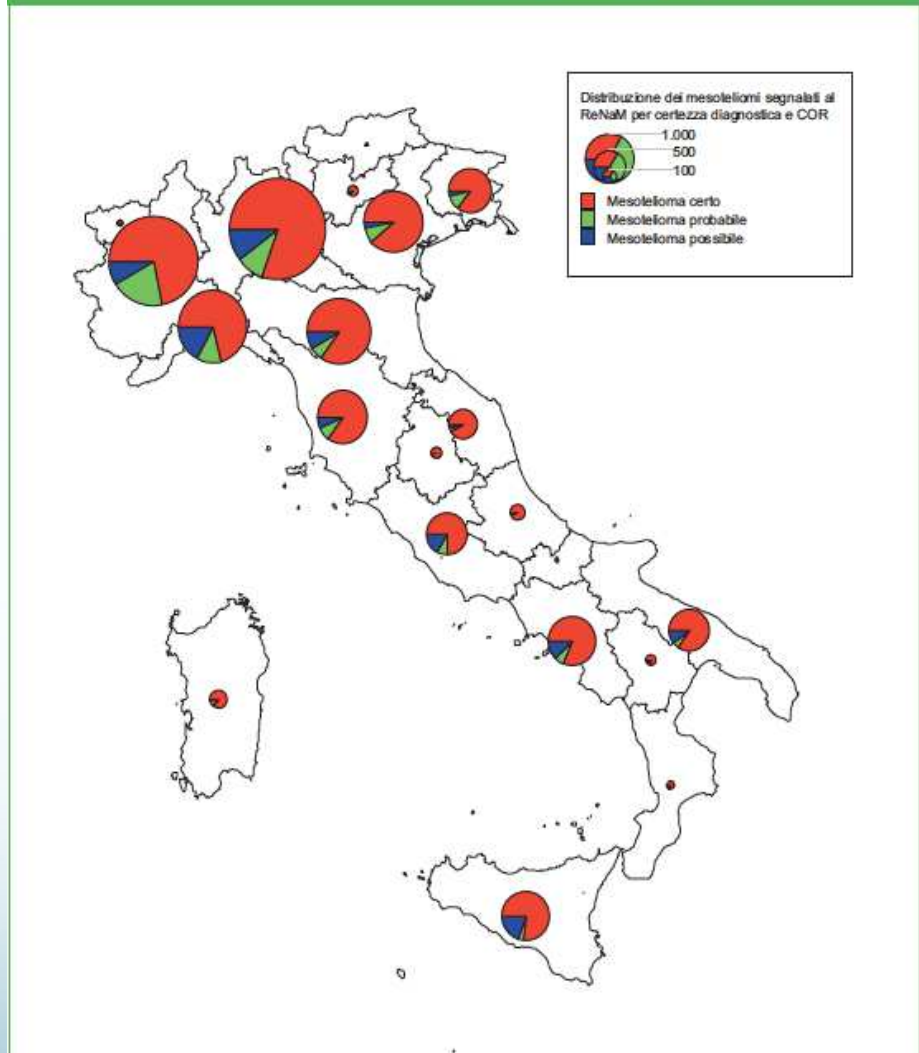 Distribuzione dei mesoteliomi segnalati al
ReNaM per certezza diagnostica e COR
1.000
500
100
Mesotelioma certo
Mesotelioma probabile
Mesotelioma possibile